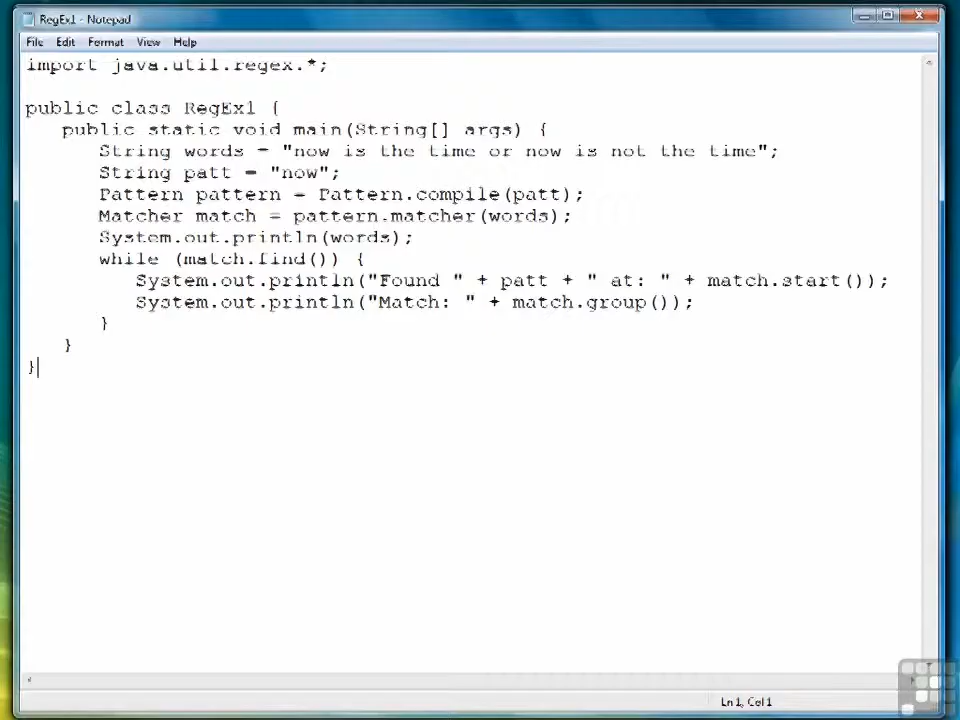 RegEx1 - Notepad
File Edit Format View Help
import java.util.regex.*;
public class RegEx1 {
public static void main(String[] args) {
String words = "now is the time or now is not the time";
String patt = "now";
Pattern pattern = Pattern.compile(patt);
Matcher match = pattern.matcher(words);
System.out.println(words);
while (match.find()) {
System.out.println("Found " + patt + " at: " + match.start());
System.out.println("Match: " + match.group());
}
}
}
Ln 1, Col 1